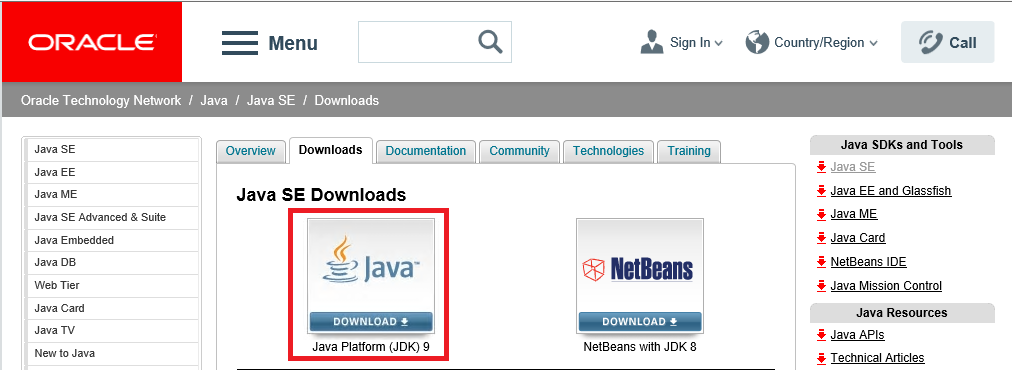 ORACLE
Menu
Sign In
Country/Region
Call
Oracle Technology Network / Java / Java SE / Downloads
Java SE
Java EE
Java ME
Java SE Advanced & Suite
Java Embedded
Java DB
Web Tier
Java Card
Java TV
New to Java
Overview
Downloads
Documentation
Community
Technologies
Training
Java SE Downloads
Java™
DOWNLOAD
Java Platform (JDK) 9
NetBeans
DOWNLOAD
NetBeans with JDK 8
Java SDKs and Tools
Java SE
Java EE and Glassfish
Java ME
Java Card
NetBeans IDE
Java Mission Control
Java Resources
Java APIs
Technical Articles